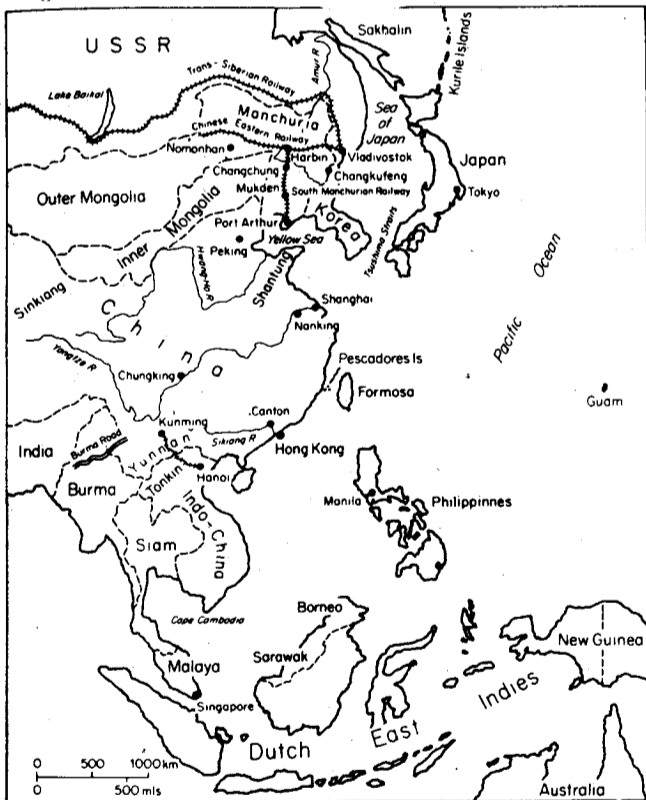 USSR
Sakhalin
Kurile Islands
Amur R
Trans-Siberian Railway
Lake Baikal
Sea
of
Japan
Manchuria
Chinese Eastern Railway
Nomonhan
Harbin
Vladivostok
Japan
Changchung
Changkufeng
Outer Mongolia
Mukden
South Manchurian Railway
Tokyo
Inner Mongolia
Port Arthur
Korea
Yellow Sea
Peking
Tsushima Straits
Hwang-Ho R
Shantung
Sinkiang
Pacific Ocean
Shanghai
Nanking
China
Yangtze R
Chungking
Pescadores Is
Formosa
Guam
Kunming
Canton
Sikiang R
Hong Kong
India
Burma Road
Yunnan
Tonkin
Hanoi
Burma
Manila
Philippinnes
Indo-China
Siam
Cape Cambodia
Borneo
New Guinea
Sarawak
Malaya
Singapore
Dutch East Indies
0 500 1000km
0 500 mls
Australia